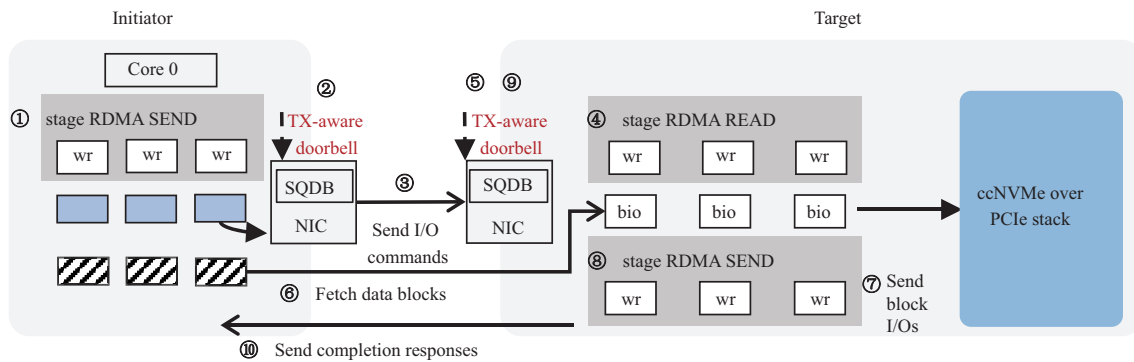 Initiator
Target
Core 0
① stage RDMA SEND
wr wr wr
② 
TX-aware
doorbell
SQDB
NIC
③
Send I/O
commands
⑤ ⑨
TX-aware
doorbell
SQDB
NIC
④ stage RDMA READ
wr wr wr
bio bio bio
⑧ stage RDMA SEND
wr wr wr
⑦ Send
block
I/Os
ccNVMe over
PCIe stack
⑥ Fetch data blocks
⑩ Send completion responses